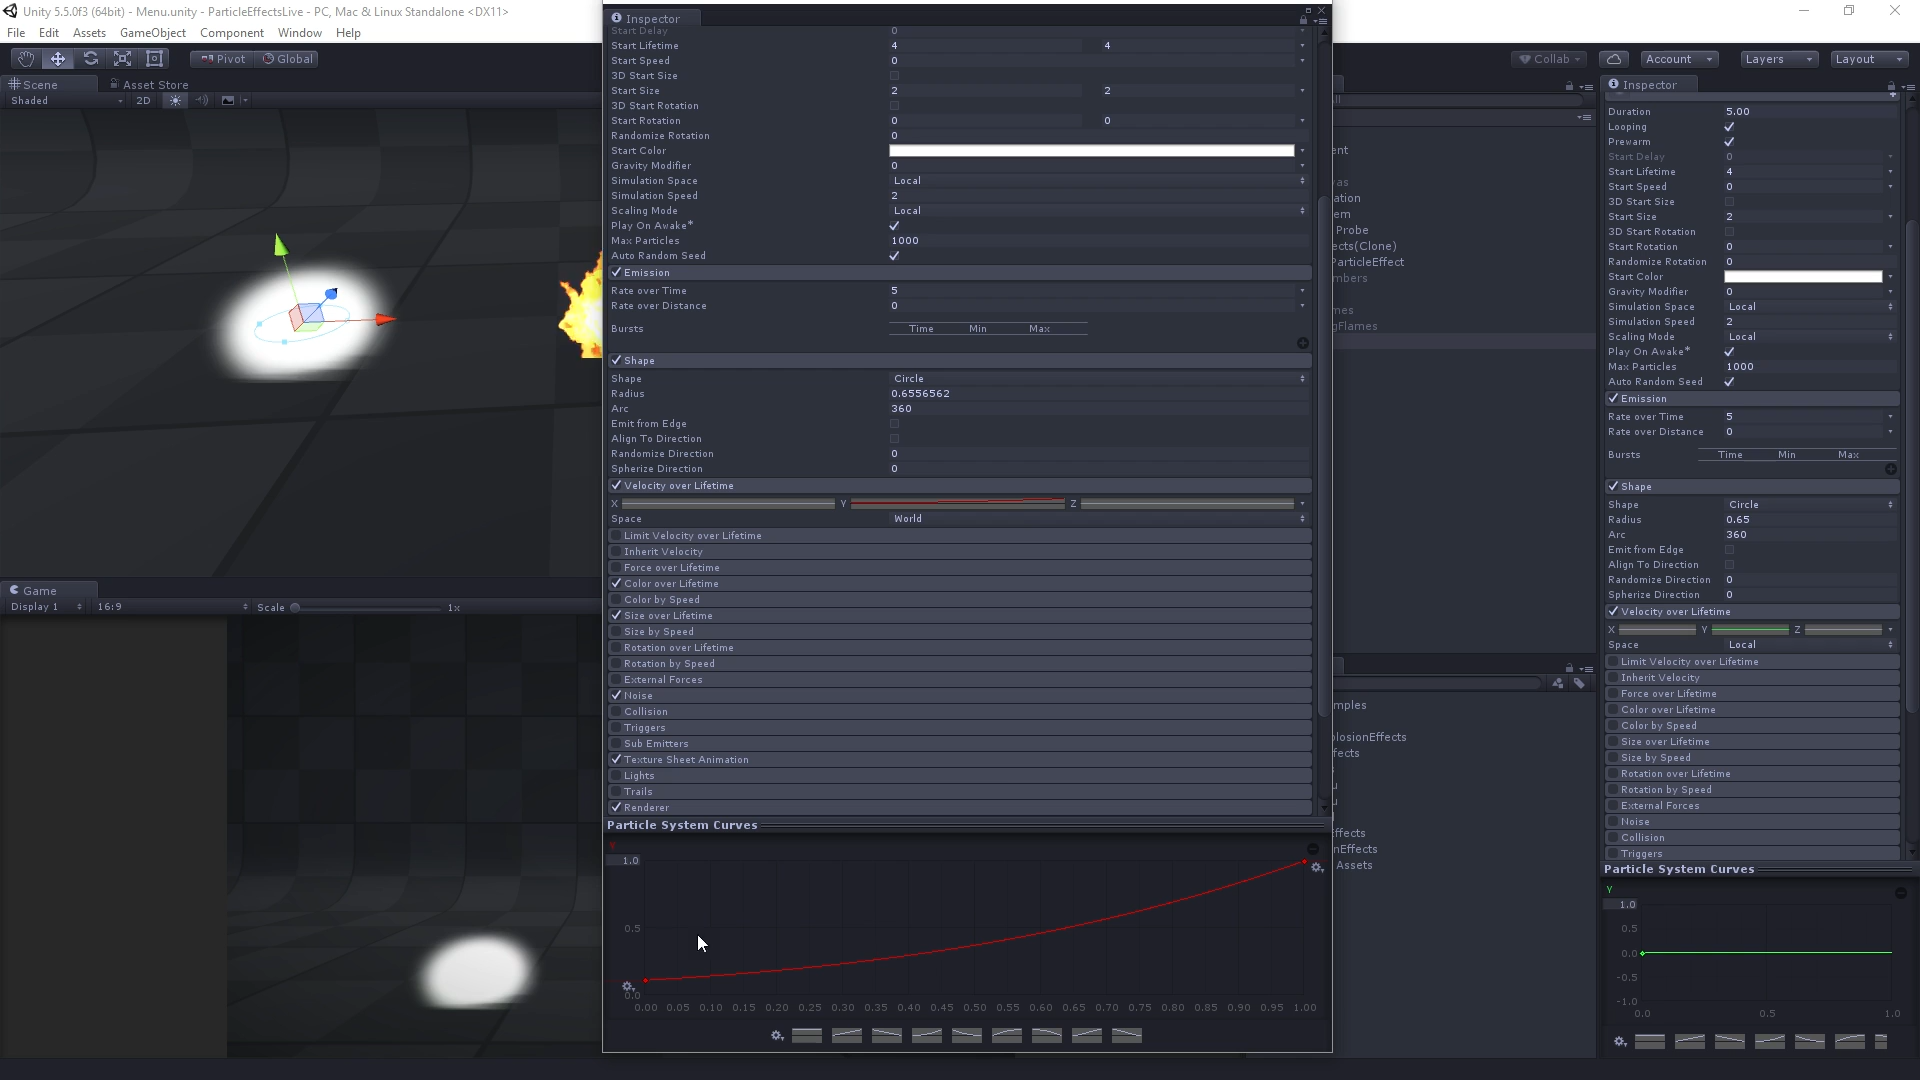 Unity 5.5.0f3 (64bit) - Menu.unity - ParticleEffectsLive - PC, Mac & Linux Standalone <DX11>
File Edit Assets GameObject Component Window Help
Pivot Global
Collab Account Layers Layout
Scene Asset Store
Shaded 2D
Game
Display 1 16:9 Scale 1x
Inspector
Start Delay 0
Start Lifetime 4 4
Start Speed 0
3D Start Size
Start Size 2 2
3D Start Rotation
Start Rotation 0 0
Randomize Rotation 0
Start Color
Gravity Modifier 0
Simulation Space Local
Simulation Speed 2
Scaling Mode Local
Play On Awake*
Max Particles 1000
Auto Random Seed
Emission
Rate over Time 5
Rate over Distance 0
Bursts Time Min Max
Shape
Shape Circle
Radius 0.6556562
Arc 360
Emit from Edge
Align To Direction
Randomize Direction 0
Spherize Direction 0
Velocity over Lifetime
X Y Z
Space World
Limit Velocity over Lifetime
Inherit Velocity
Force over Lifetime
Color over Lifetime
Color by Speed
Size over Lifetime
Size by Speed
Rotation over Lifetime
Rotation by Speed
External Forces
Noise
Collision
Triggers
Sub Emitters
Texture Sheet Animation
Lights
Trails
Renderer
Particle System Curves
1.0
0.5
0.0
0.00 0.05 0.10 0.15 0.20 0.25 0.30 0.35 0.40 0.45 0.50 0.55 0.60 0.65 0.70 0.75 0.80 0.85 0.90 0.95 1.00
ll
ent
vas
ation
em
Probe
ects(Clone)
ParticleEffect
mbers
mes
gFlames
mples
plosionEffects
fects
Effects
nEffects
Assets
Inspector
Duration 5.00
Looping
Prewarm
Start Delay 0
Start Lifetime 4
Start Speed 0
3D Start Size
Start Size 2
3D Start Rotation
Start Rotation 0
Randomize Rotation 0
Start Color
Gravity Modifier 0
Simulation Space Local
Simulation Speed 2
Scaling Mode Local
Play On Awake*
Max Particles 1000
Auto Random Seed
Emission
Rate over Time 5
Rate over Distance 0
Bursts Time Min Max
Shape
Shape Circle
Radius 0.65
Arc 360
Emit from Edge
Align To Direction
Randomize Direction 0
Spherize Direction 0
Velocity over Lifetime
X Y Z
Space Local
Limit Velocity over Lifetime
Inherit Velocity
Force over Lifetime
Color over Lifetime
Color by Speed
Size over Lifetime
Size by Speed
Rotation over Lifetime
Rotation by Speed
External Forces
Noise
Collision
Triggers
Particle System Curves
Y
1.0
0.5
0.0
-0.5
-1.0
0.0 0.5 1.0